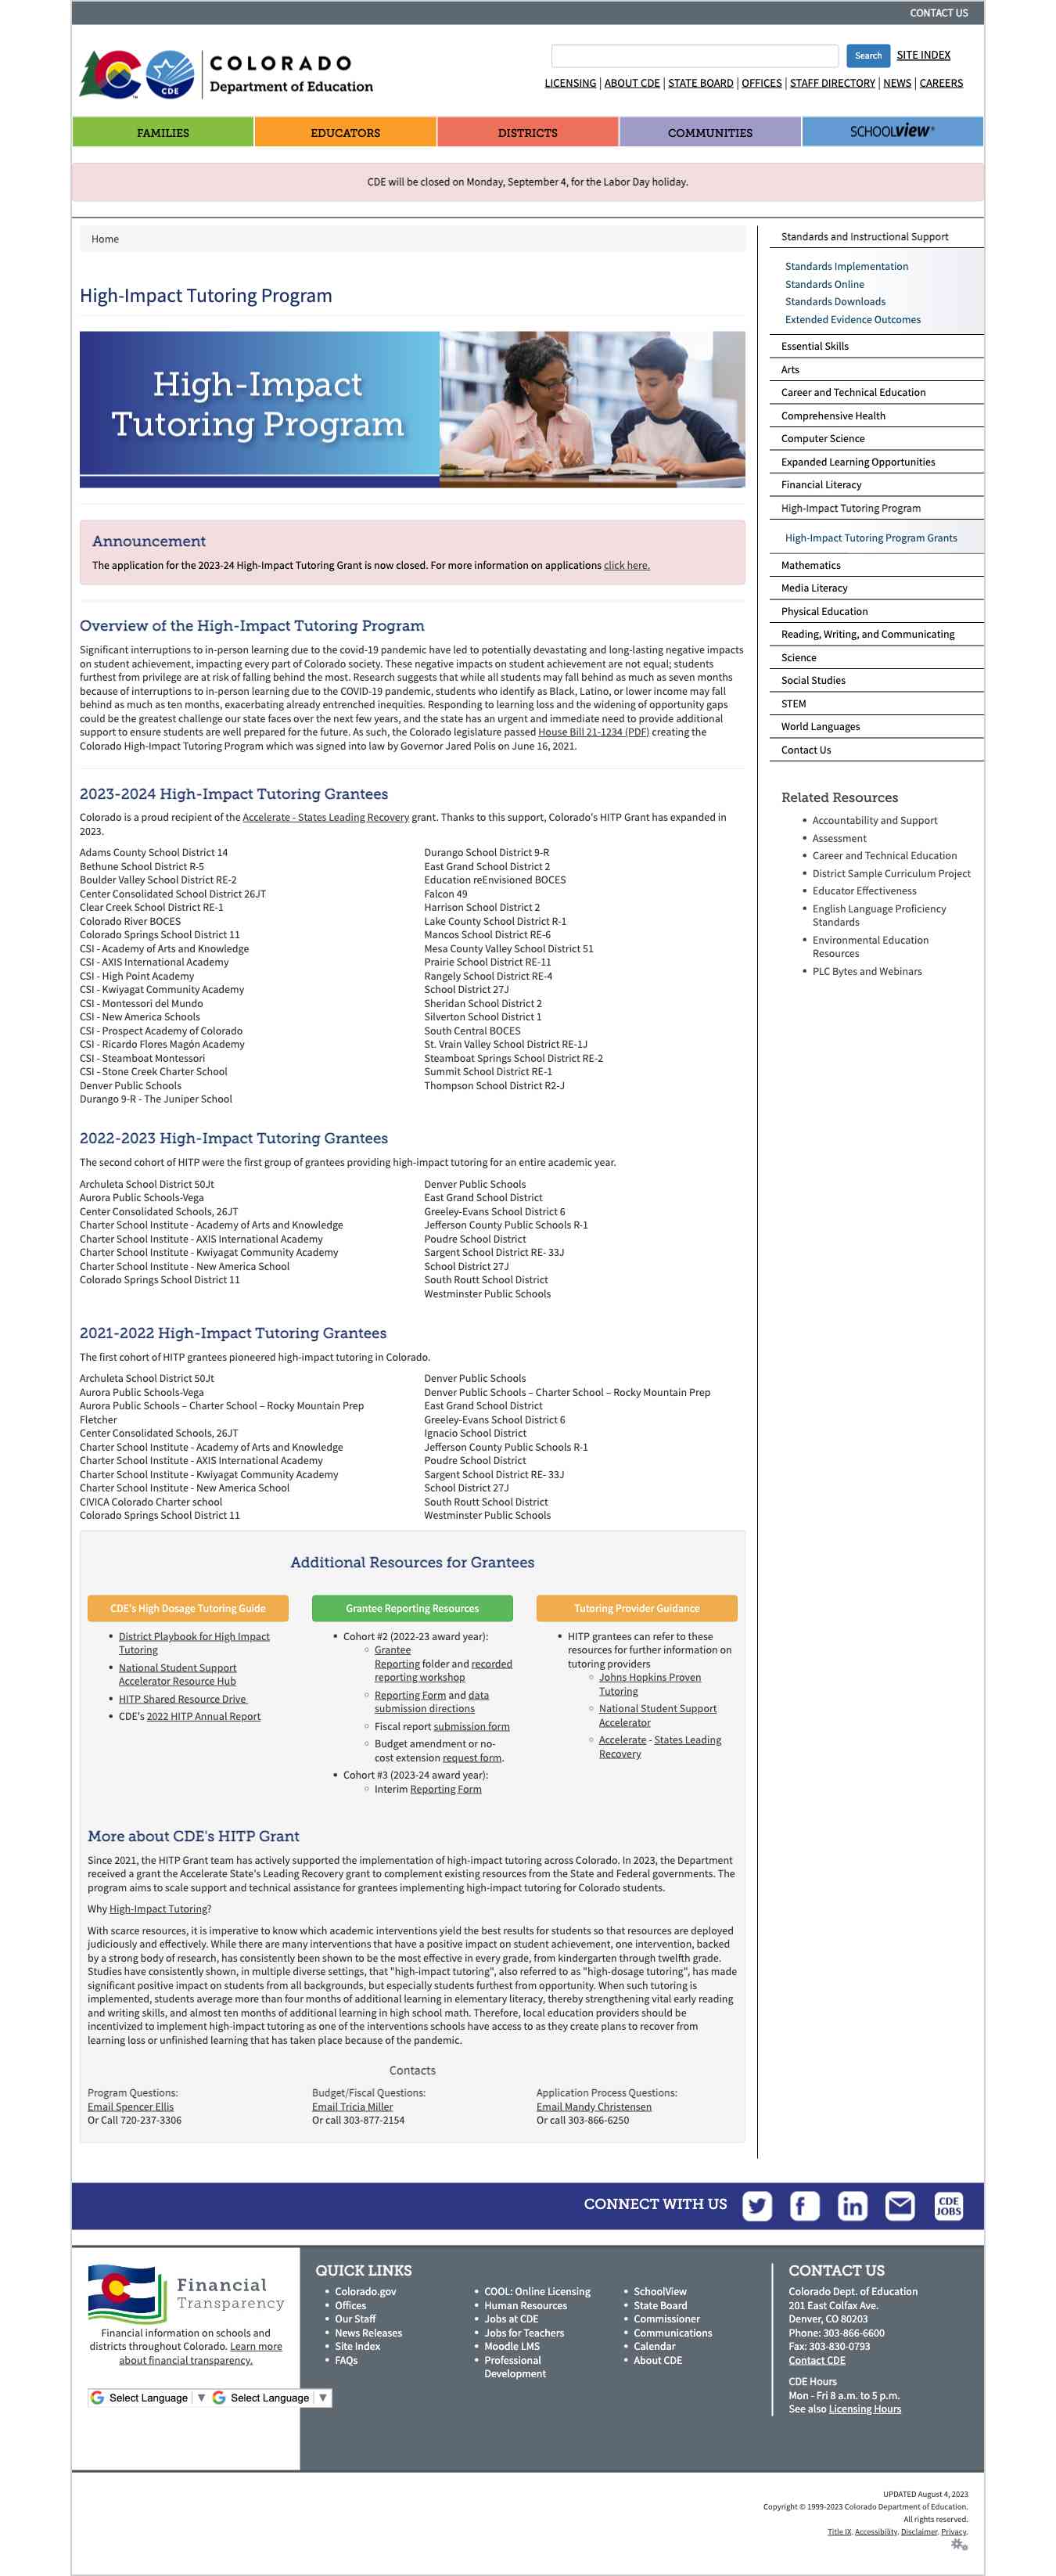 CONTACT US
COLORADO
Department of Education
CDE
Search
SITE INDEX
LICENSING | ABOUT CDE | STATE BOARD | OFFICES | STAFF DIRECTORY | NEWS | CAREERS
FAMILIES
EDUCATORS
DISTRICTS
COMMUNITIES
SCHOOLVIEW®
CDE will be closed on Monday, September 4, for the Labor Day holiday.
Home
High-Impact Tutoring Program
High-Impact
Tutoring Program
Announcement
The application for the 2023-24 High-Impact Tutoring Grant is now closed. For more information on applications click here.
Overview of the High-Impact Tutoring Program
Significant interruptions to in-person learning due to the covid-19 pandemic have led to potentially devastating and long-lasting negative impacts
on student achievement, impacting every part of Colorado society. These negative impacts on student achievement are not equal; students
furthest from privilege are at risk of falling behind the most. Research suggests that while all students may fall behind as much as seven months
because of interruptions to in-person learning due to the COVID-19 pandemic, students who identify as Black, Latino, or lower income may fall
behind as much as ten months, exacerbating already entrenched inequities. Responding to learning loss and the widening of opportunity gaps
could be the greatest challenge our state faces over the next few years, and the state has an urgent and immediate need to provide additional
support to ensure students are well prepared for the future. As such, the Colorado legislature passed House Bill 21-1234 (PDF) creating the
Colorado High-Impact Tutoring Program which was signed into law by Governor Jared Polis on June 16, 2021.
2023-2024 High-Impact Tutoring Grantees
Colorado is a proud recipient of the Accelerate - States Leading Recovery grant. Thanks to this support, Colorado's HITP Grant has expanded in
2023.
Adams County School District 14
Bethune School District R-5
Boulder Valley School District RE-2
Center Consolidated School District 26JT
Clear Creek School District RE-1
Colorado River BOCES
Colorado Springs School District 11
CSI - Academy of Arts and Knowledge
CSI - AXIS International Academy
CSI - High Point Academy
CSI - Kwiyagat Community Academy
CSI - Montessori del Mundo
CSI - New America Schools
CSI - Prospect Academy of Colorado
CSI - Ricardo Flores Magón Academy
CSI - Steamboat Montessori
CSI - Stone Creek Charter School
Denver Public Schools
Durango 9-R - The Juniper School
Durango School District 9-R
East Grand School District 2
Education reEnvisioned BOCES
Falcon 49
Harrison School District 2
Lake County School District R-1
Mancos School District RE-6
Mesa County Valley School District 51
Prairie School District RE-11
Rangely School District RE-4
School District 27J
Sheridan School District 2
Silverton School District 1
South Central BOCES
St. Vrain Valley School District RE-1J
Steamboat Springs School District RE-2
Summit School District RE-1
Thompson School District R2-J
2022-2023 High-Impact Tutoring Grantees
The second cohort of HITP were the first group of grantees providing high-impact tutoring for an entire academic year.
Archuleta School District 50Jt
Aurora Public Schools-Vega
Center Consolidated Schools, 26JT
Charter School Institute - Academy of Arts and Knowledge
Charter School Institute - AXIS International Academy
Charter School Institute - Kwiyagat Community Academy
Charter School Institute - New America School
Colorado Springs School District 11
Denver Public Schools
East Grand School District
Greeley-Evans School District 6
Jefferson County Public Schools R-1
Poudre School District
Sargent School District RE- 33J
School District 27J
South Routt School District
Westminster Public Schools
2021-2022 High-Impact Tutoring Grantees
The first cohort of HITP grantees pioneered high-impact tutoring in Colorado.
Archuleta School District 50Jt
Aurora Public Schools-Vega
Aurora Public Schools – Charter School – Rocky Mountain Prep
Fletcher
Center Consolidated Schools, 26JT
Charter School Institute - Academy of Arts and Knowledge
Charter School Institute - AXIS International Academy
Charter School Institute - Kwiyagat Community Academy
Charter School Institute - New America School
CIVICA Colorado Charter school
Colorado Springs School District 11
Denver Public Schools
Denver Public Schools – Charter School – Rocky Mountain Prep
East Grand School District
Greeley-Evans School District 6
Ignacio School District
Jefferson County Public Schools R-1
Poudre School District
Sargent School District RE- 33J
School District 27J
South Routt School District
Westminster Public Schools
Additional Resources for Grantees
CDE's High Dosage Tutoring Guide
District Playbook for High Impact
Tutoring
National Student Support
Accelerator Resource Hub
HITP Shared Resource Drive
CDE's 2022 HITP Annual Report
Grantee Reporting Resources
Cohort #2 (2022-23 award year):
Grantee
Reporting folder and recorded
reporting workshop
Reporting Form and data
submission directions
Fiscal report submission form
Budget amendment or no-
cost extension request form.
Cohort #3 (2023-24 award year):
Interim Reporting Form
Tutoring Provider Guidance
HITP grantees can refer to these
resources for further information on
tutoring providers
Johns Hopkins Proven
Tutoring
National Student Support
Accelerator
Accelerate - States Leading
Recovery
More about CDE's HITP Grant
Since 2021, the HITP Grant team has actively supported the implementation of high-impact tutoring across Colorado. In 2023, the Department
received a grant the Accelerate State's Leading Recovery grant to complement existing resources from the State and Federal governments. The
program aims to scale support and technical assistance for grantees implementing high-impact tutoring for Colorado students.
Why High-Impact Tutoring?
With scarce resources, it is imperative to know which academic interventions yield the best results for students so that resources are deployed
judiciously and effectively. While there are many interventions that have a positive impact on student achievement, one intervention, backed
by a strong body of research, has consistently been shown to be the most effective in every grade, from kindergarten through twelfth grade.
Studies have consistently shown, in multiple diverse settings, that "high-impact tutoring", also referred to as "high-dosage tutoring", has made
significant positive impact on students from all backgrounds, but especially students furthest from opportunity. When such tutoring is
implemented, students average more than four months of additional learning in elementary literacy, thereby strengthening vital early reading
and writing skills, and almost ten months of additional learning in high school math. Therefore, local education providers should be
incentivized to implement high-impact tutoring as one of the interventions schools have access to as they create plans to recover from
learning loss or unfinished learning that has taken place because of the pandemic.
Contacts
Program Questions:
Email Spencer Ellis
Or Call 720-237-3306
Budget/Fiscal Questions:
Email Tricia Miller
Or call 303-877-2154
Application Process Questions:
Email Mandy Christensen
Or call 303-866-6250
Standards and Instructional Support
Standards Implementation
Standards Online
Standards Downloads
Extended Evidence Outcomes
Essential Skills
Arts
Career and Technical Education
Comprehensive Health
Computer Science
Expanded Learning Opportunities
Financial Literacy
High-Impact Tutoring Program
High-Impact Tutoring Program Grants
Mathematics
Media Literacy
Physical Education
Reading, Writing, and Communicating
Science
Social Studies
STEM
World Languages
Contact Us
Related Resources
Accountability and Support
Assessment
Career and Technical Education
District Sample Curriculum Project
Educator Effectiveness
English Language Proficiency
Standards
Environmental Education
Resources
PLC Bytes and Webinars
CONNECT WITH US
CDE
JOBS
Financial
Transparency
Financial information on schools and
districts throughout Colorado. Learn more
about financial transparency.
Select Language ▼
Select Language ▼
QUICK LINKS
Colorado.gov
Offices
Our Staff
News Releases
Site Index
FAQs
COOL: Online Licensing
Human Resources
Jobs at CDE
Jobs for Teachers
Moodle LMS
Professional
Development
SchoolView
State Board
Commissioner
Communications
Calendar
About CDE
CONTACT US
Colorado Dept. of Education
201 East Colfax Ave.
Denver, CO 80203
Phone: 303-866-6600
Fax: 303-830-0793
Contact CDE
CDE Hours
Mon - Fri 8 a.m. to 5 p.m.
See also Licensing Hours
UPDATED August 4, 2023
Copyright © 1999-2023 Colorado Department of Education.
All rights reserved.
Title IX. Accessibility. Disclaimer. Privacy.